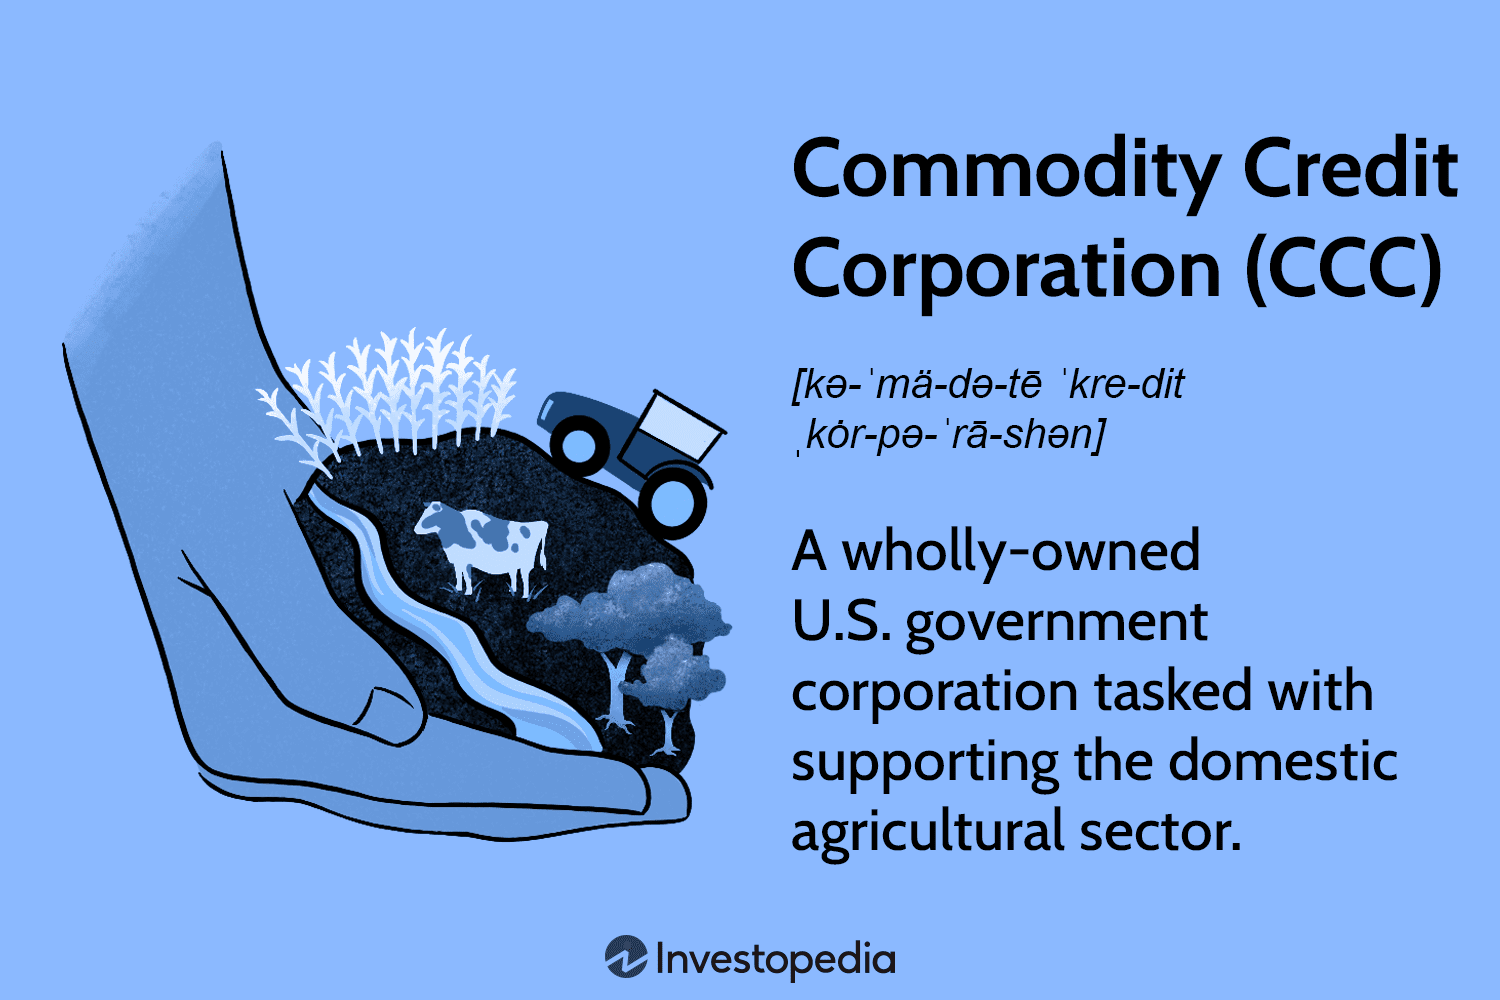 Commodity Credit
Corporation (CCC)
[kə-ˈmä-də-tē ˈkre-dit
ˌkȯr-pə-ˈrā-shən]
A wholly-owned
U.S. government
corporation tasked with
supporting the domestic
agricultural sector.
Investopedia